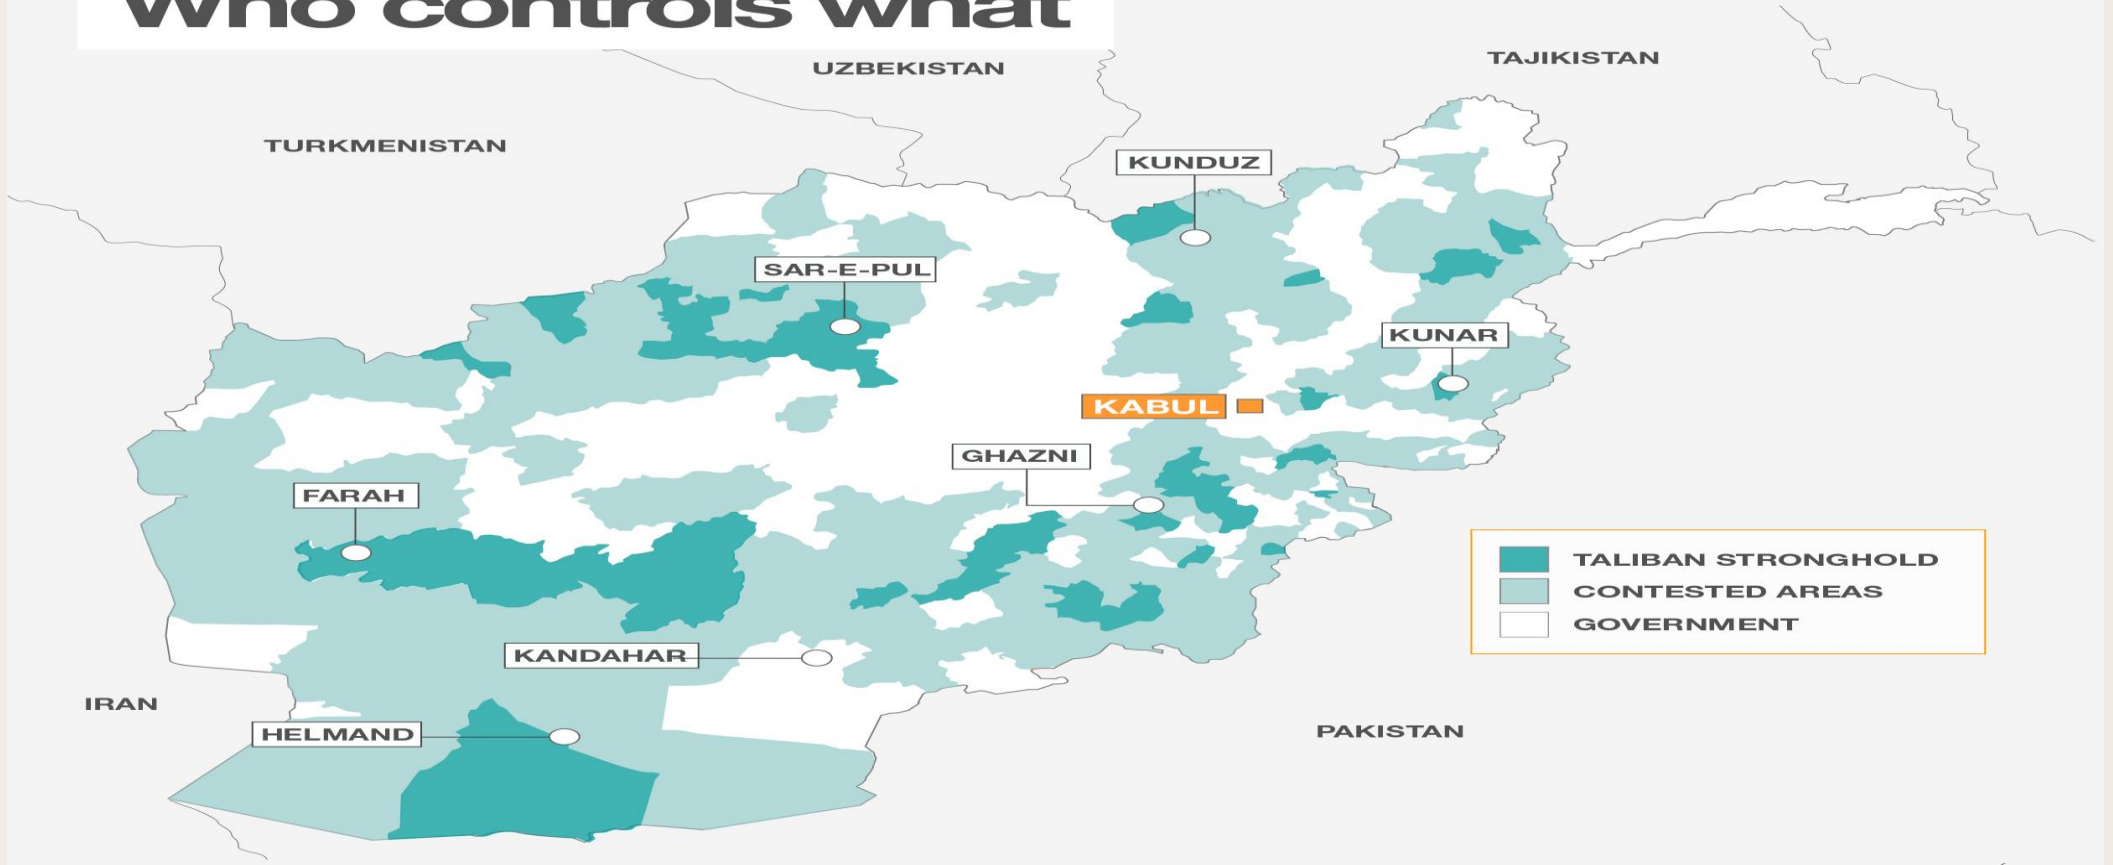 Who controls what
UZBEKISTAN
TAJIKISTAN
TURKMENISTAN
KUNDUZ
SAR-E-PUL
KUNAR
KABUL
GHAZNI
FARAH
TALIBAN STRONGHOLD
CONTESTED AREAS
GOVERNMENT
KANDAHAR
IRAN
HELMAND
PAKISTAN